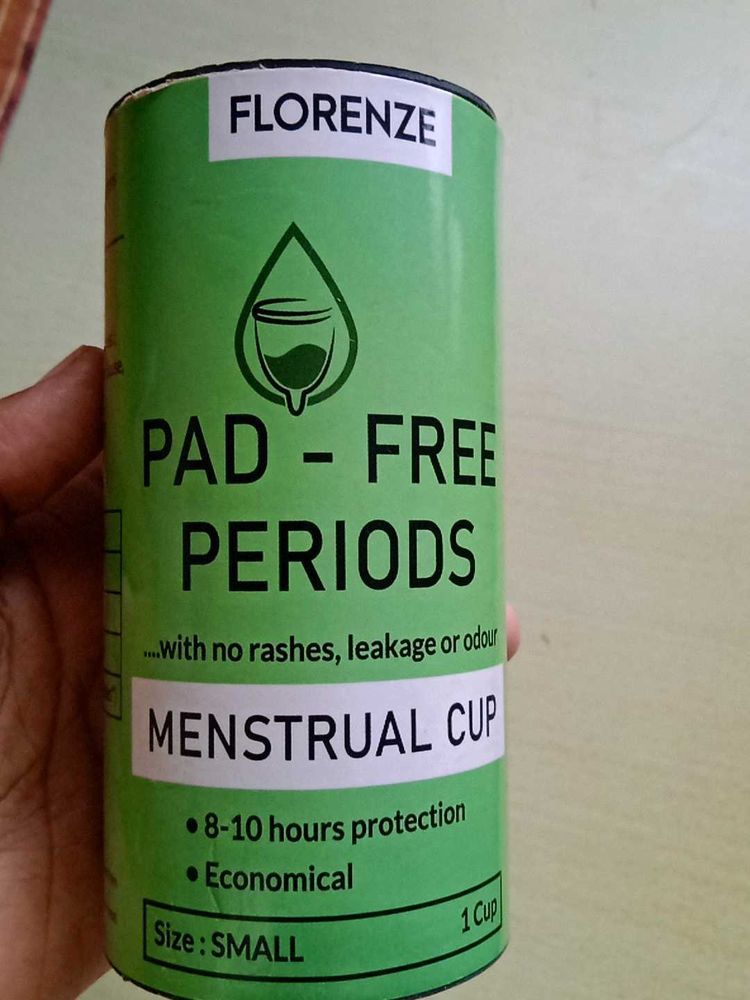 FLORENZE
PAD - FREE
PERIODS
....with no rashes, leakage or odour
MENSTRUAL CUP
• 8-10 hours protection
• Economical
Size : SMALL 1 Cup